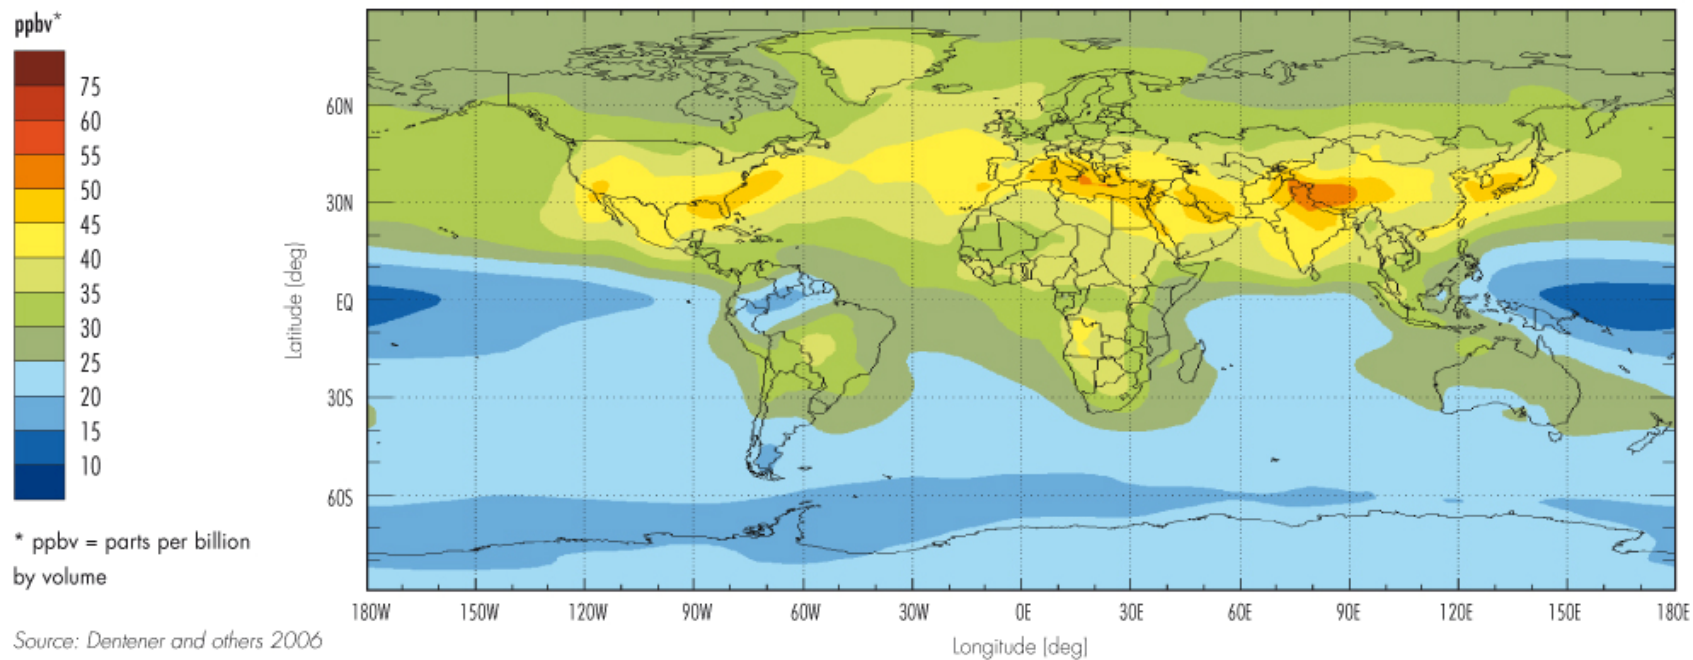 ppbv*
75
60
55
50
45
40
35
30
25
20
15
10
* ppbv = parts per billion
by volume
Source: Dentener and others 2006
Latitude (deg)
60N
30N
EQ
30S
60S
180W 150W 120W 90W 60W 30W 0E 30E 60E 90E 120E 150E 180E
Longitude (deg)